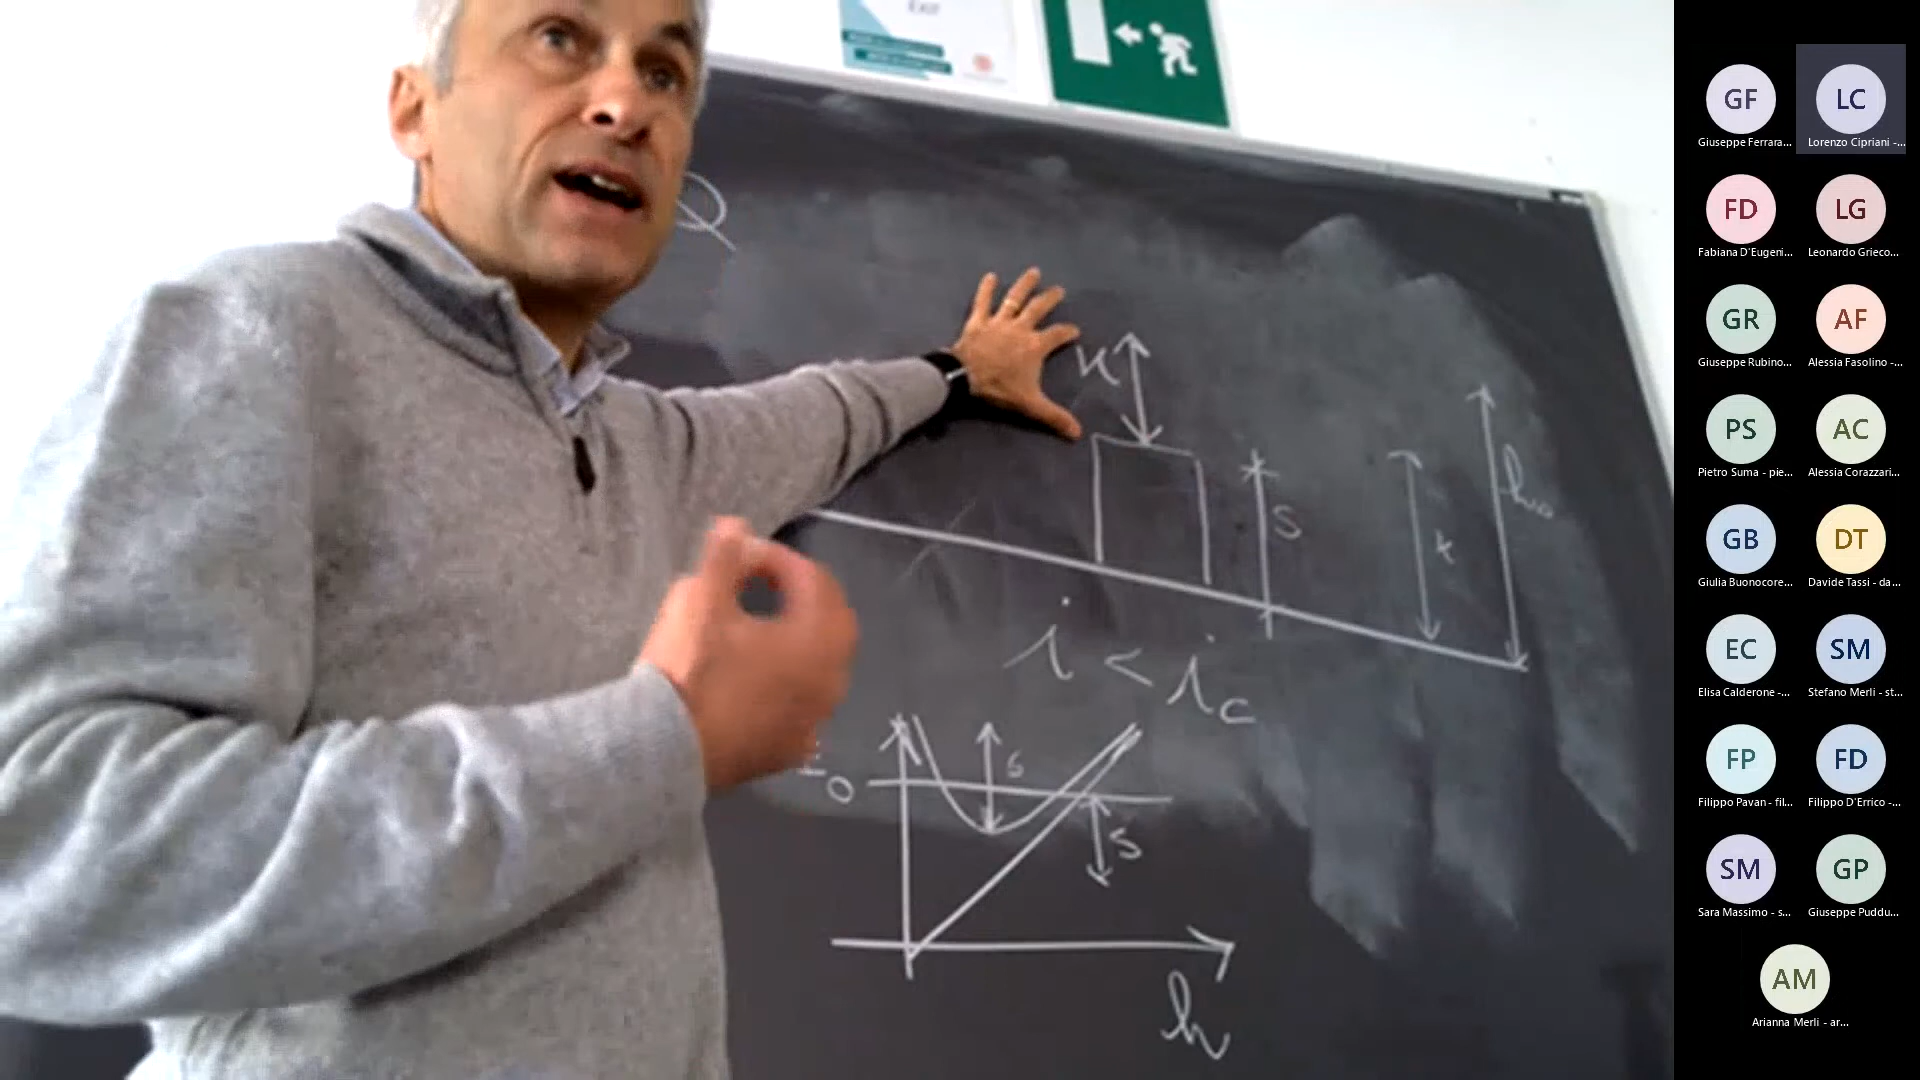 EXIT
Q
k
s
k
h₀
i < i_c
E₀
s
s
h
GF
Giuseppe Ferrara...
LC
Lorenzo Cipriani -...
FD
Fabiana D'Eugeni...
LG
Leonardo Grieco...
GR
Giuseppe Rubino...
AF
Alessia Fasolino -...
PS
Pietro Suma - pie...
AC
Alessia Corazzari...
GB
Giulia Buonocore...
DT
Davide Tassi - da...
EC
Elisa Calderone -...
SM
Stefano Merli - st...
FP
Filippo Pavan - fil...
FD
Filippo D'Errico -...
SM
Sara Massimo - s...
GP
Giuseppe Puddu...
AM
Arianna Merli - ar...